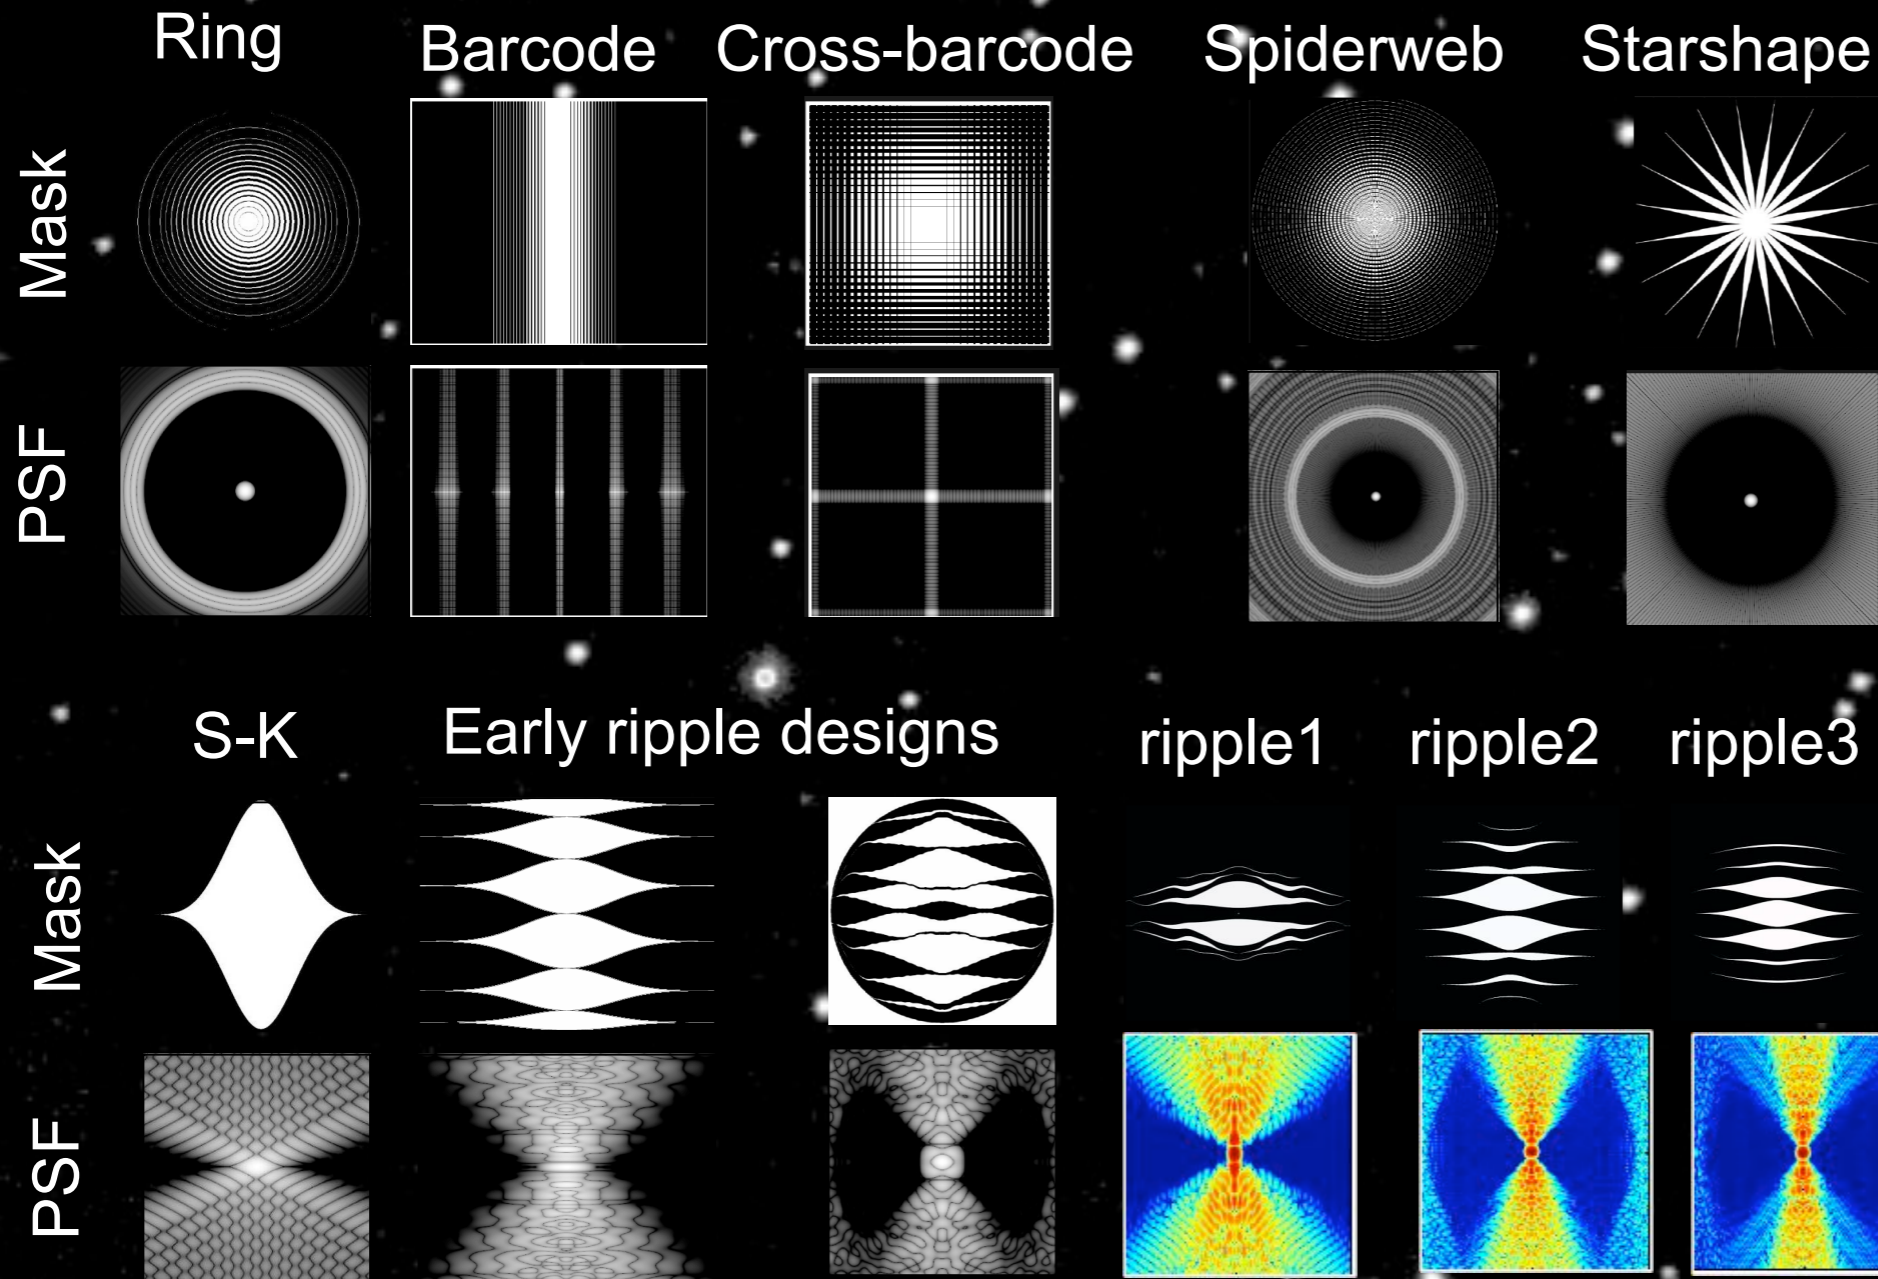 Ring
Barcode
Cross-barcode
Spiderweb
Starshape
Mask
PSF
S-K
Early ripple designs
ripple1
ripple2
ripple3
Mask
PSF